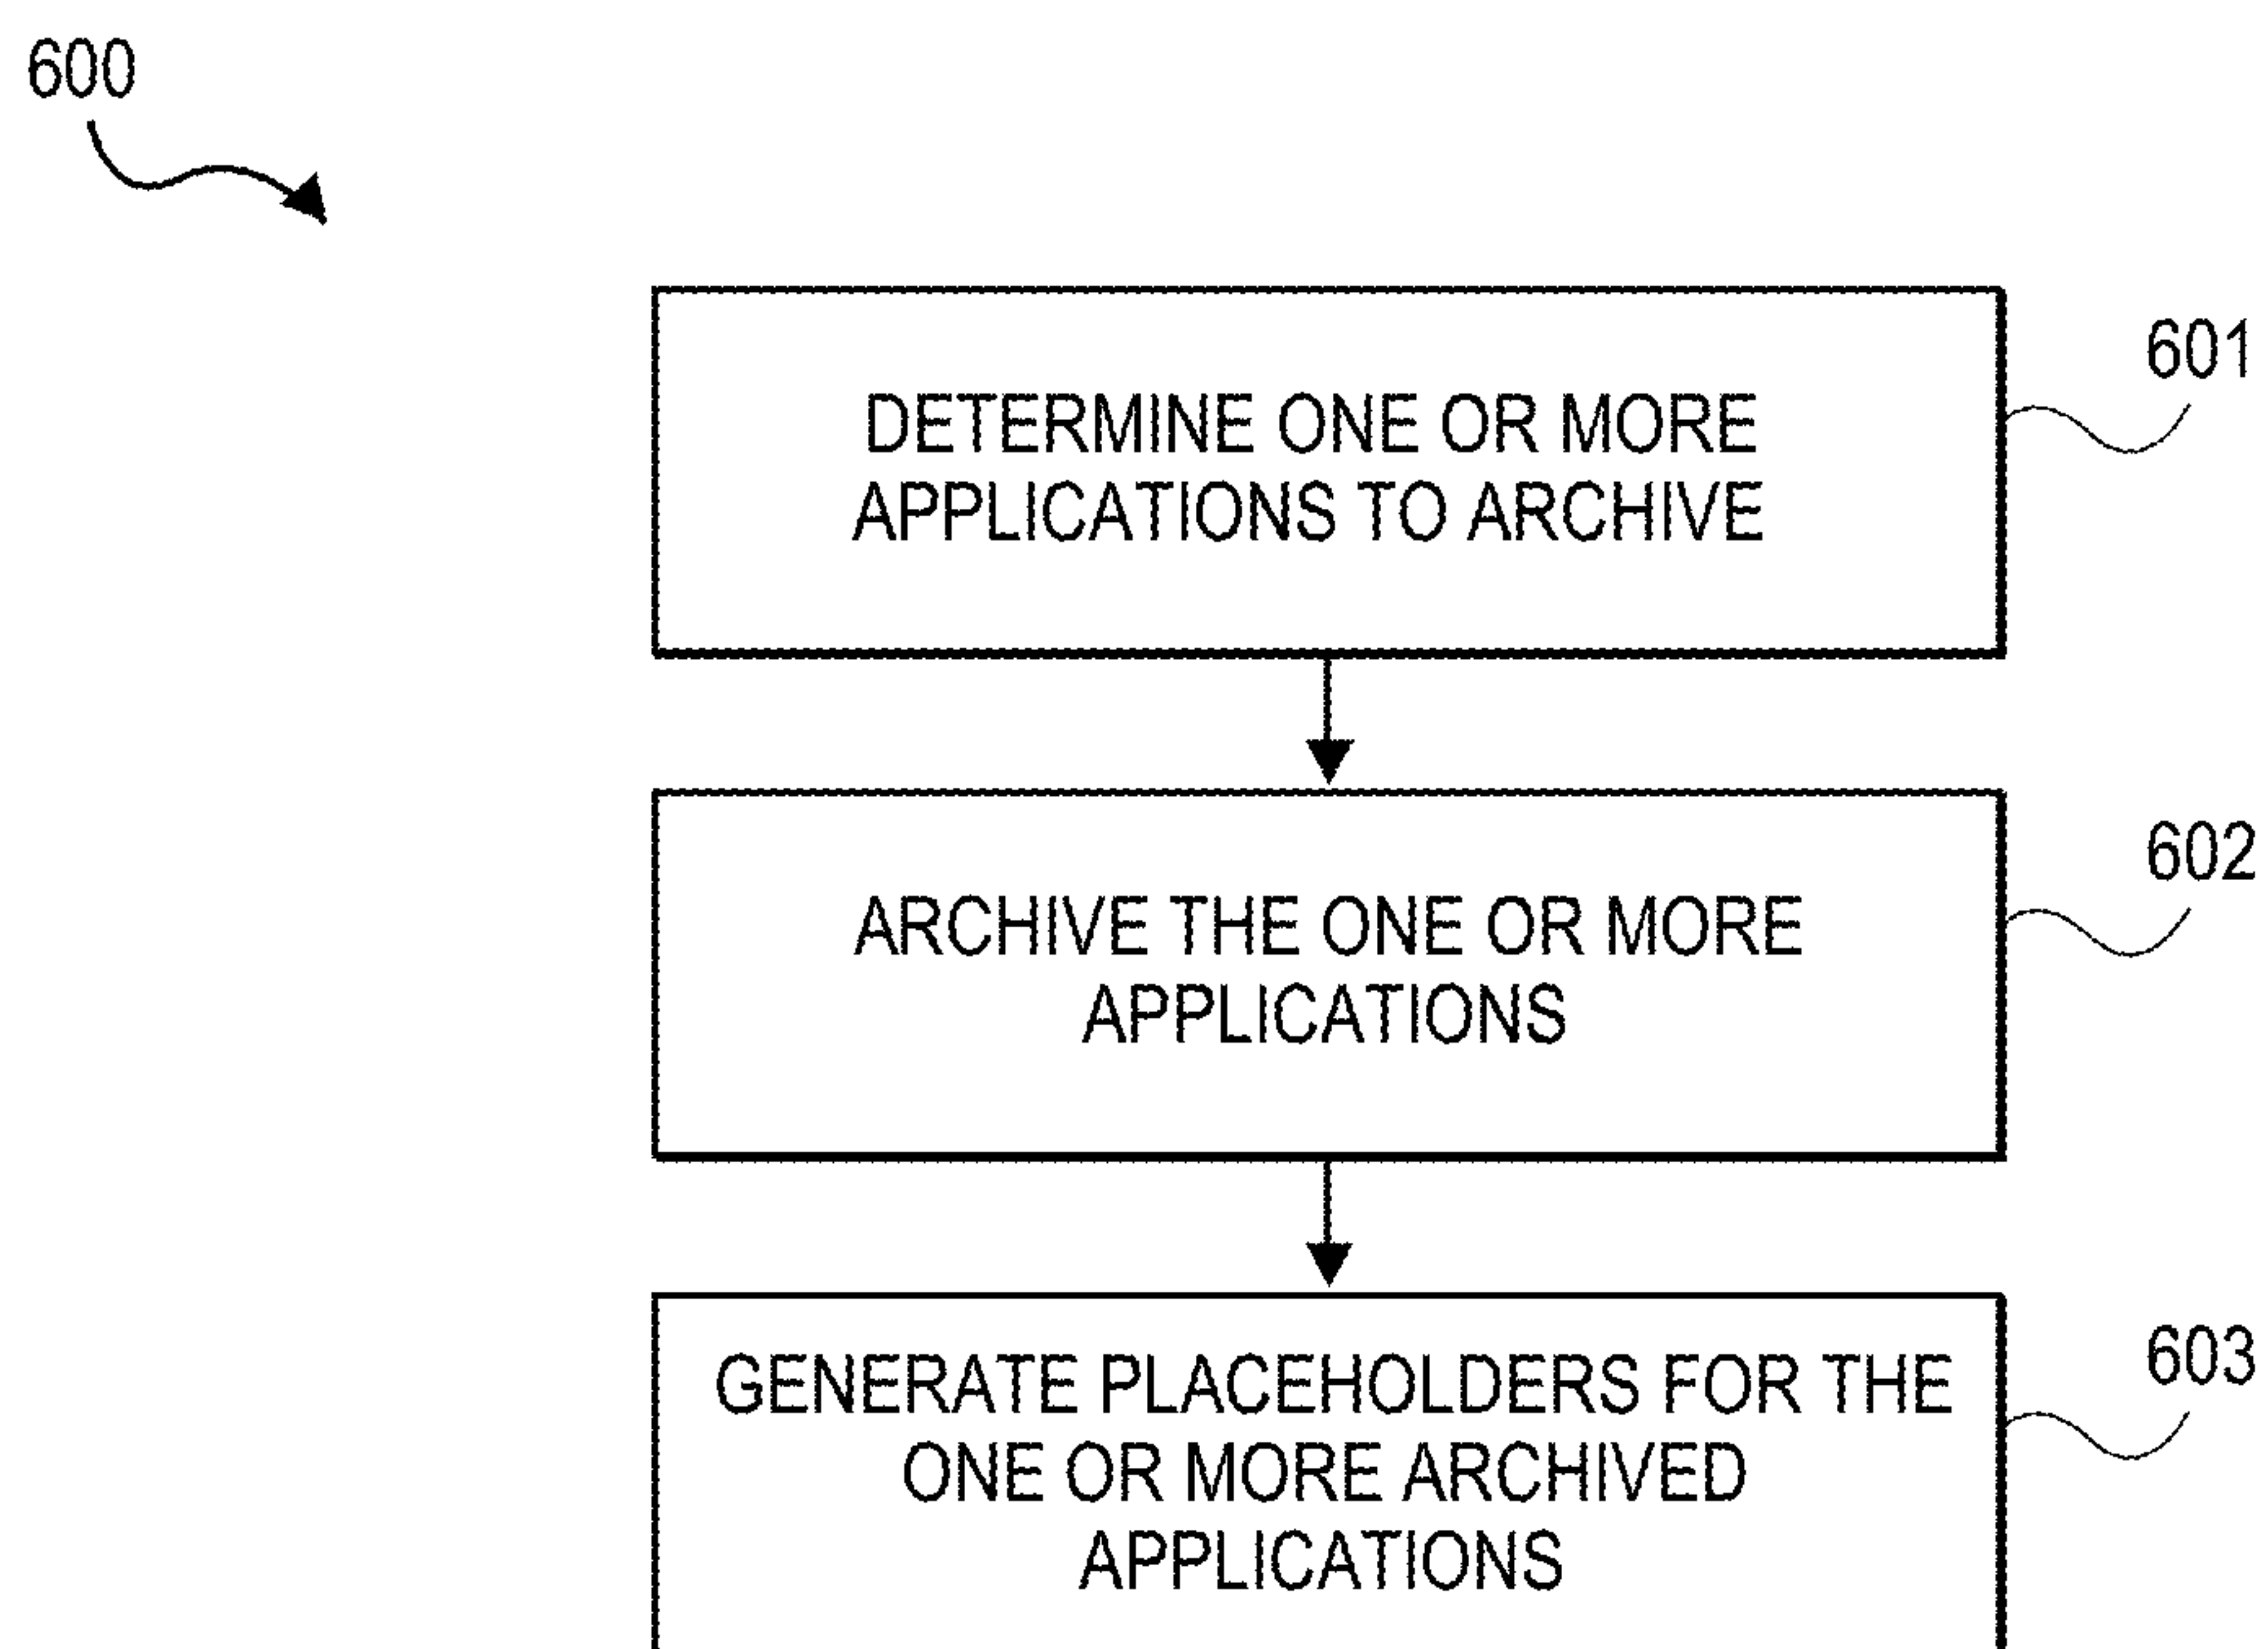 600
601
DETERMINE ONE OR MORE
APPLICATIONS TO ARCHIVE
602
ARCHIVE THE ONE OR MORE
APPLICATIONS
603
GENERATE PLACEHOLDERS FOR THE
ONE OR MORE ARCHIVED
APPLICATIONS